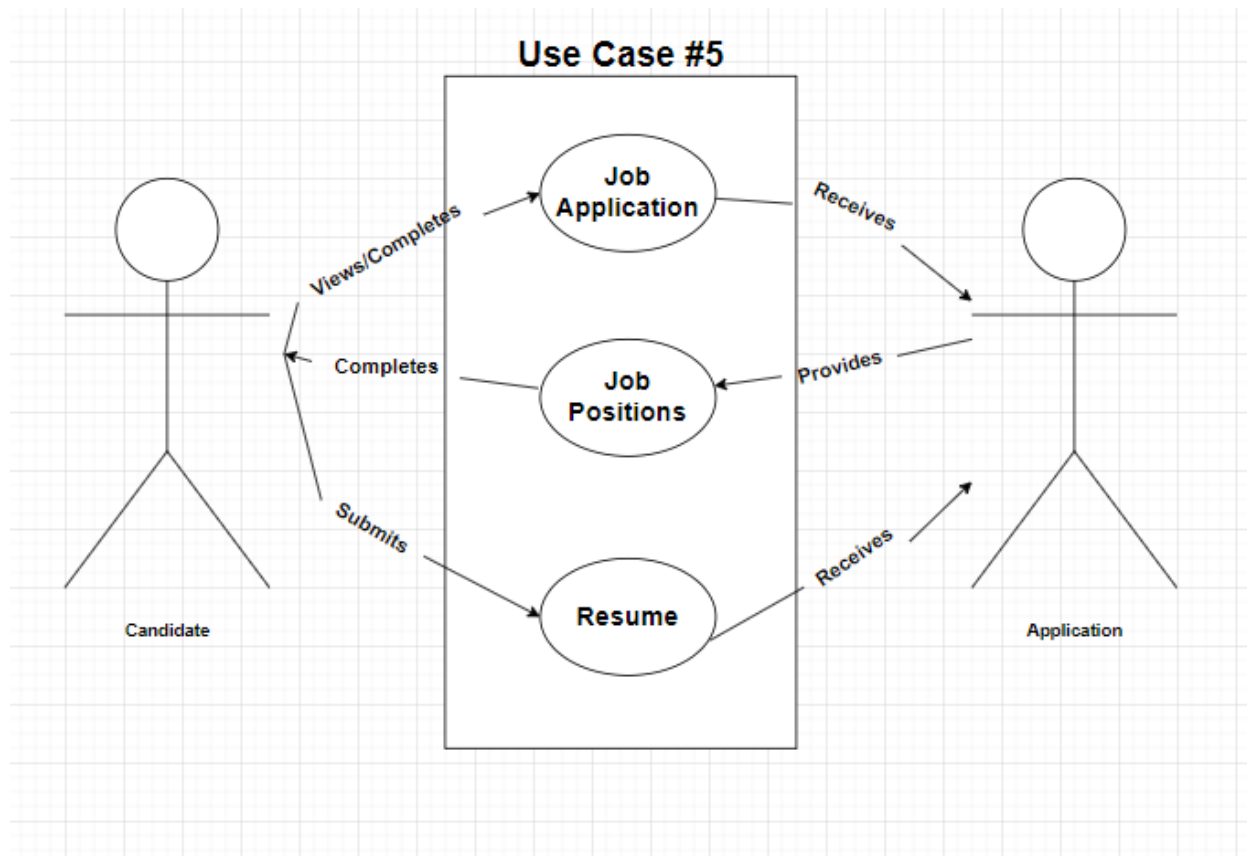 Use Case #5
Job
Application
Views/Completes
Receives
Completes
Job
Positions
Provides
Submits
Resume
Receives
Candidate
Application